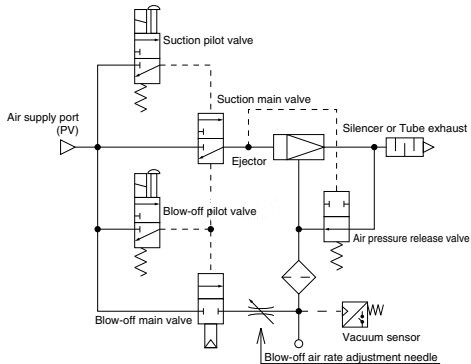 Suction pilot valve
Suction main valve
Air supply port
(PV)
Silencer or Tube exhaust
Ejector
Blow-off pilot valve
Air pressure release valve
Blow-off main valve
Vacuum sensor
Blow-off air rate adjustment needle